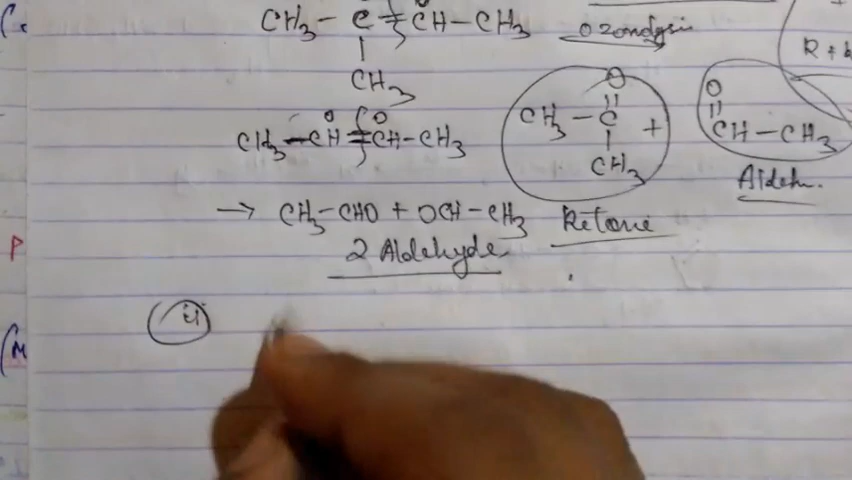 CH3 - C = CH - CH3 ozonolysis
CH3
CH3 - C + CH - CH3
O O
CH3
CH3 - CH = CH - CH3
O O
Aldeh.
→ CH3 - CHO + OCH - CH3 Ketone
2 Aldehyde
ii
P
(M
R +